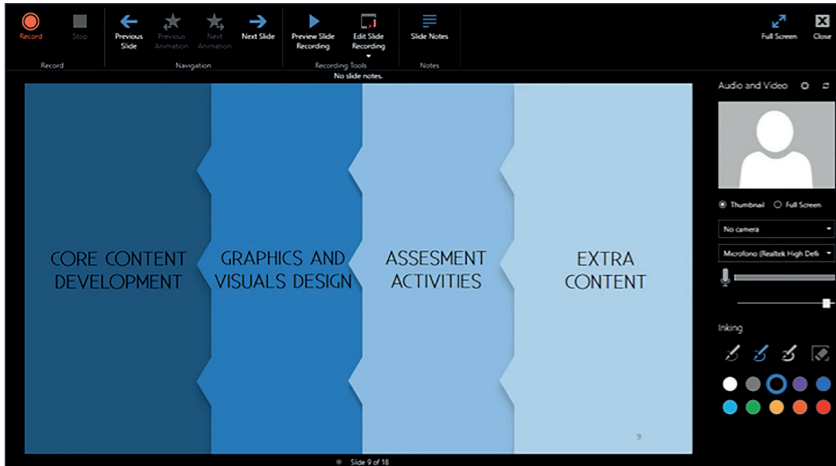 Record
Stop
Previous Slide
Previous Animation
Next Animation
Next Slide
Preview Slide Recording
Edit Slide Recording
Slide Notes
Full Screen
Close
Record
Navigation
Recording Tools
Notes
No slide notes.
Audio and Video
Thumbnail
Full Screen
No camera
Microfono (Realtek High Defi
Inking
CORE CONTENT
DEVELOPMENT
GRAPHICS AND
VISUALS DESIGN
ASSESMENT
ACTIVITIES
EXTRA
CONTENT
9
Slide 9 of 18